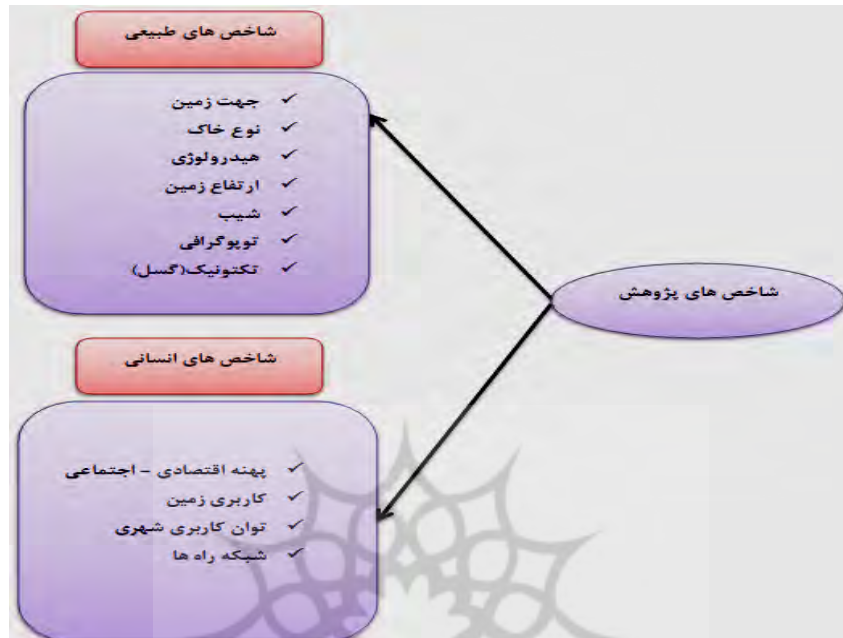 شاخص های طبیعی
جهت زمین
نوع خاک
هیدرولوژی
ارتفاع زمین
شیب
توپوگرافی
تکتونیک(گسل)
شاخص های پژوهش
شاخص های انسانی
پهنه اقتصادی – اجتماعی
کاربری زمین
توان کاربری شهری
شبکه راه ها